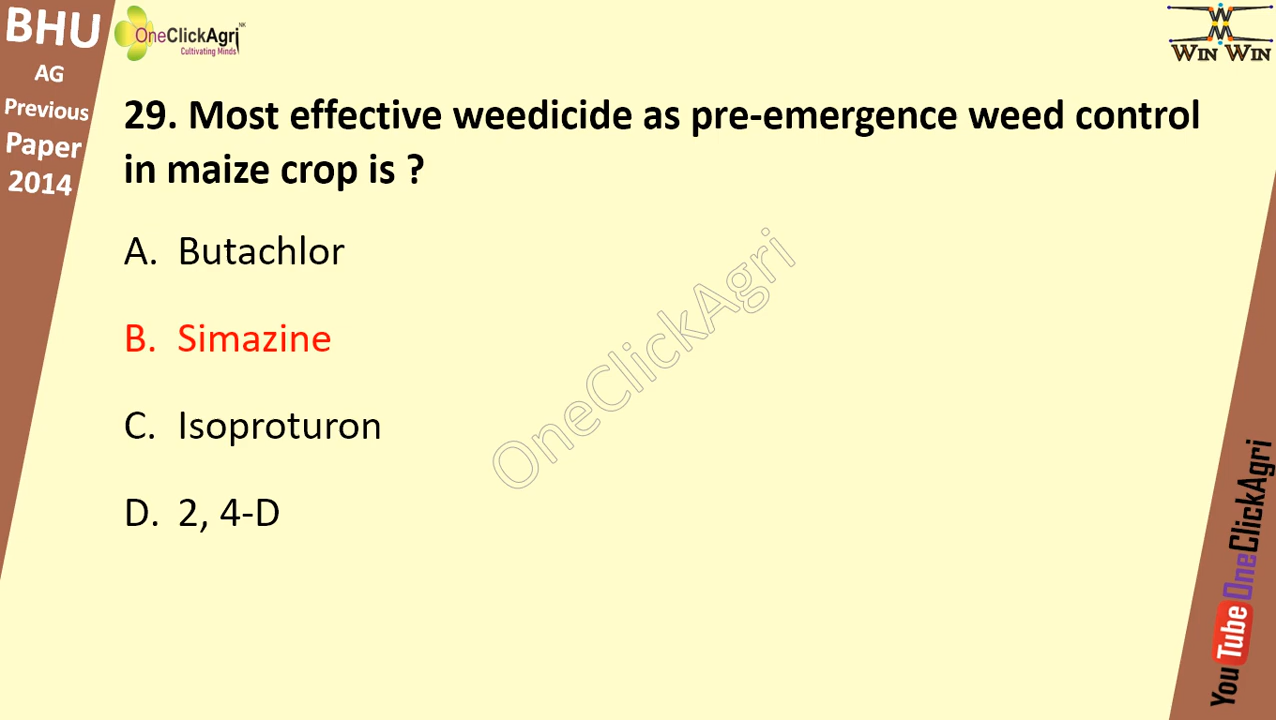 BHU
AG
Previous
Paper
2014
OneClickAgri NK
Cultivating Minds
WIN WIN
29. Most effective weedicide as pre-emergence weed control
in maize crop is ?
A. Butachlor
B. Simazine
C. Isoproturon
D. 2, 4-D
OneClickAgri
YouTube OneClickAgri